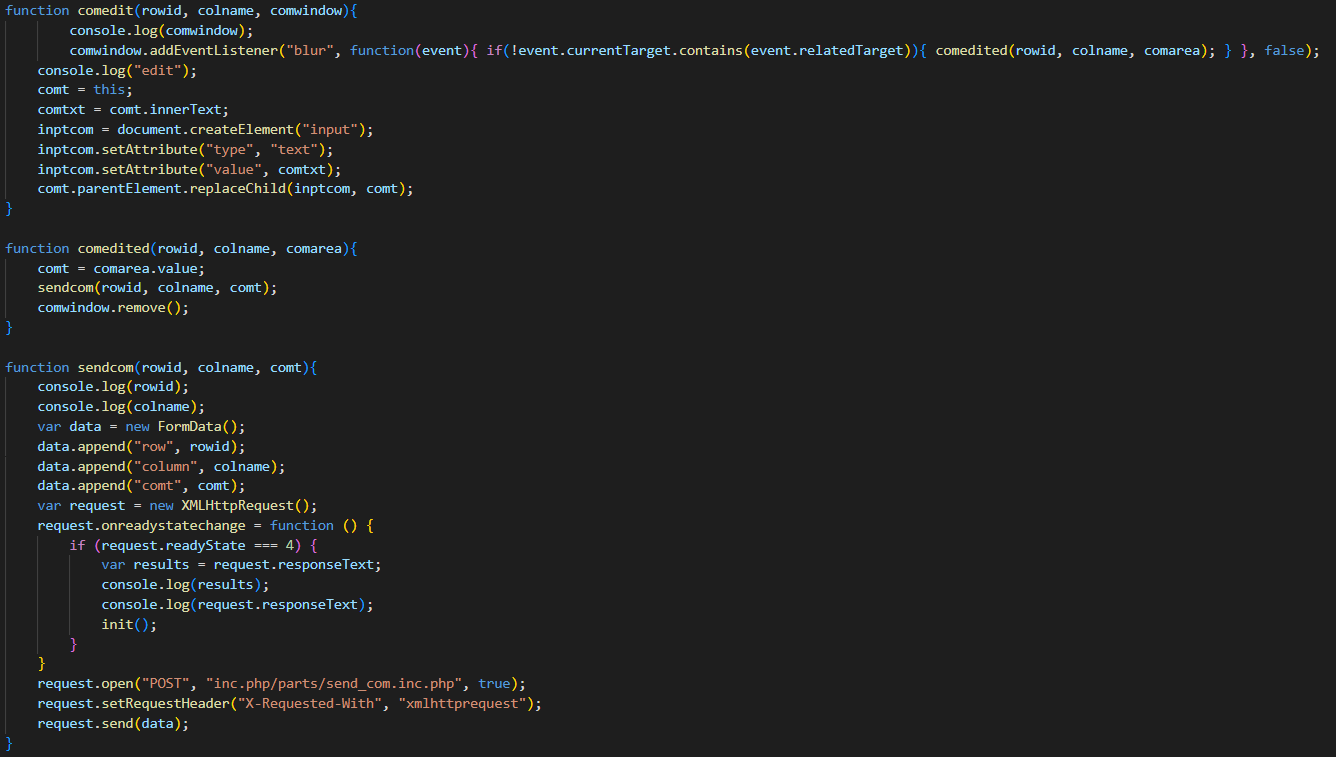 function comedit(rowid, colname, comwindow){
        console.log(comwindow);
        comwindow.addEventListener("blur", function(event){ if(!event.currentTarget.contains(event.relatedTarget)){ comedited(rowid, colname, comarea); } }, false);
    console.log("edit");
    comt = this;
    comtxt = comt.innerText;
    inptcom = document.createElement("input");
    inptcom.setAttribute("type", "text");
    inptcom.setAttribute("value", comtxt);
    comt.parentElement.replaceChild(inptcom, comt);
}

function comedited(rowid, colname, comarea){
    comt = comarea.value;
    sendcom(rowid, colname, comt);
    comwindow.remove();
}

function sendcom(rowid, colname, comt){
    console.log(rowid);
    console.log(colname);
    var data = new FormData();
    data.append("row", rowid);
    data.append("column", colname);
    data.append("comt", comt);
    var request = new XMLHttpRequest();
    request.onreadystatechange = function () {
        if (request.readyState === 4) {
            var results = request.responseText;
            console.log(results);
            console.log(request.responseText);
            init();
        }
    }
    request.open("POST", "inc.php/parts/send_com.inc.php", true);
    request.setRequestHeader("X-Requested-With", "xmlhttprequest");
    request.send(data);
}